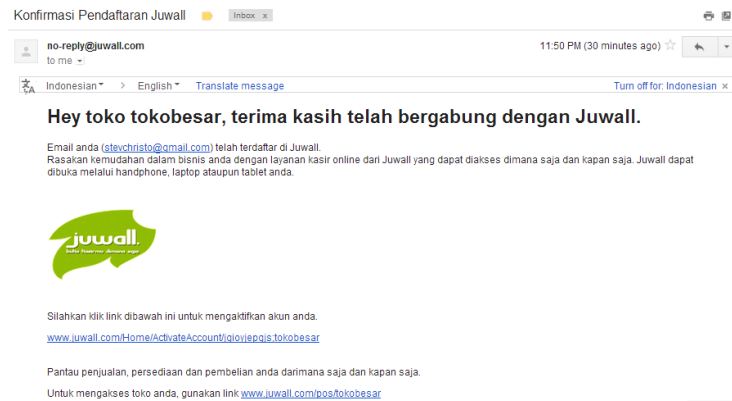 Konfirmasi Pendaftaran Juwall
Inbox x
no-reply@juwall.com
11:50 PM (30 minutes ago)
to me
Indonesian > English Translate message
Turn off for: Indonesian ×
Hey toko tokobesar, terima kasih telah bergabung dengan Juwall.
Email anda (stevchristo@gmail.com) telah terdaftar di Juwall.
Rasakan kemudahan dalam bisnis anda dengan layanan kasir online dari Juwall yang dapat diakses dimana saja dan kapan saja. Juwall dapat
dibuka melalui handphone, laptop ataupun tablet anda.
juwall.
Silahkan klik link dibawah ini untuk mengaktifkan akun anda.
www.juwall.com/Home/ActivateAccount/jqiovjepqjs;tokobesar
Pantau penjualan, persediaan dan pembelian anda darimana saja dan kapan saja.
Untuk mengakses toko anda, gunakan link www.juwall.com/pos/tokobesar